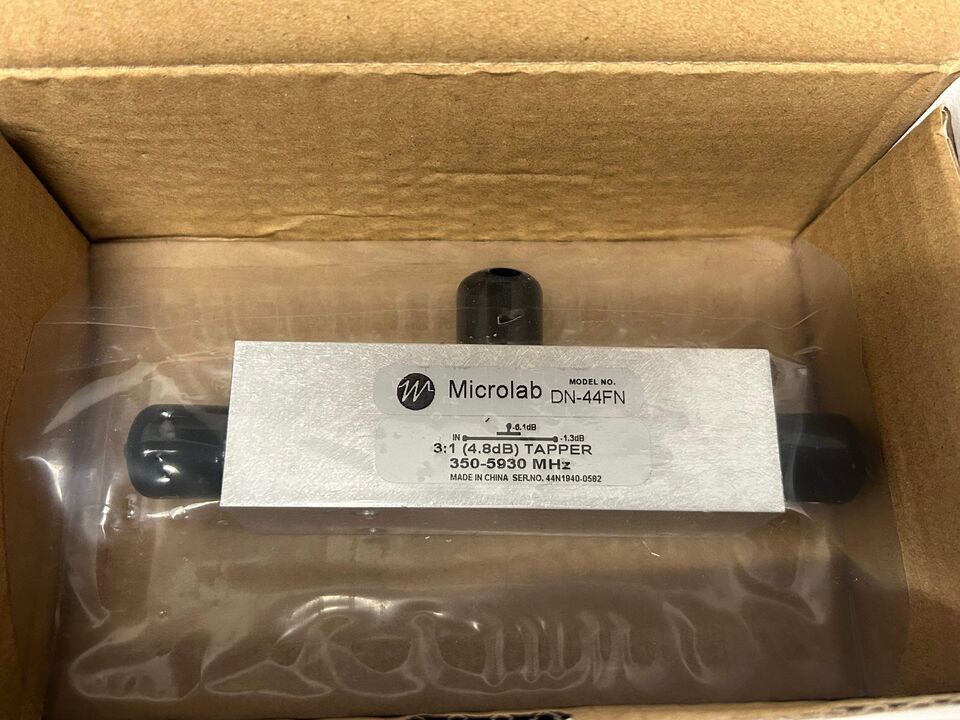 Microlab
MODEL NO.
DN-44FN
-6.1dB
IN -1.3dB
3:1 (4.8dB) TAPPER
350-5930 MHz
MADE IN CHINA SER.NO. 44N1940-0582